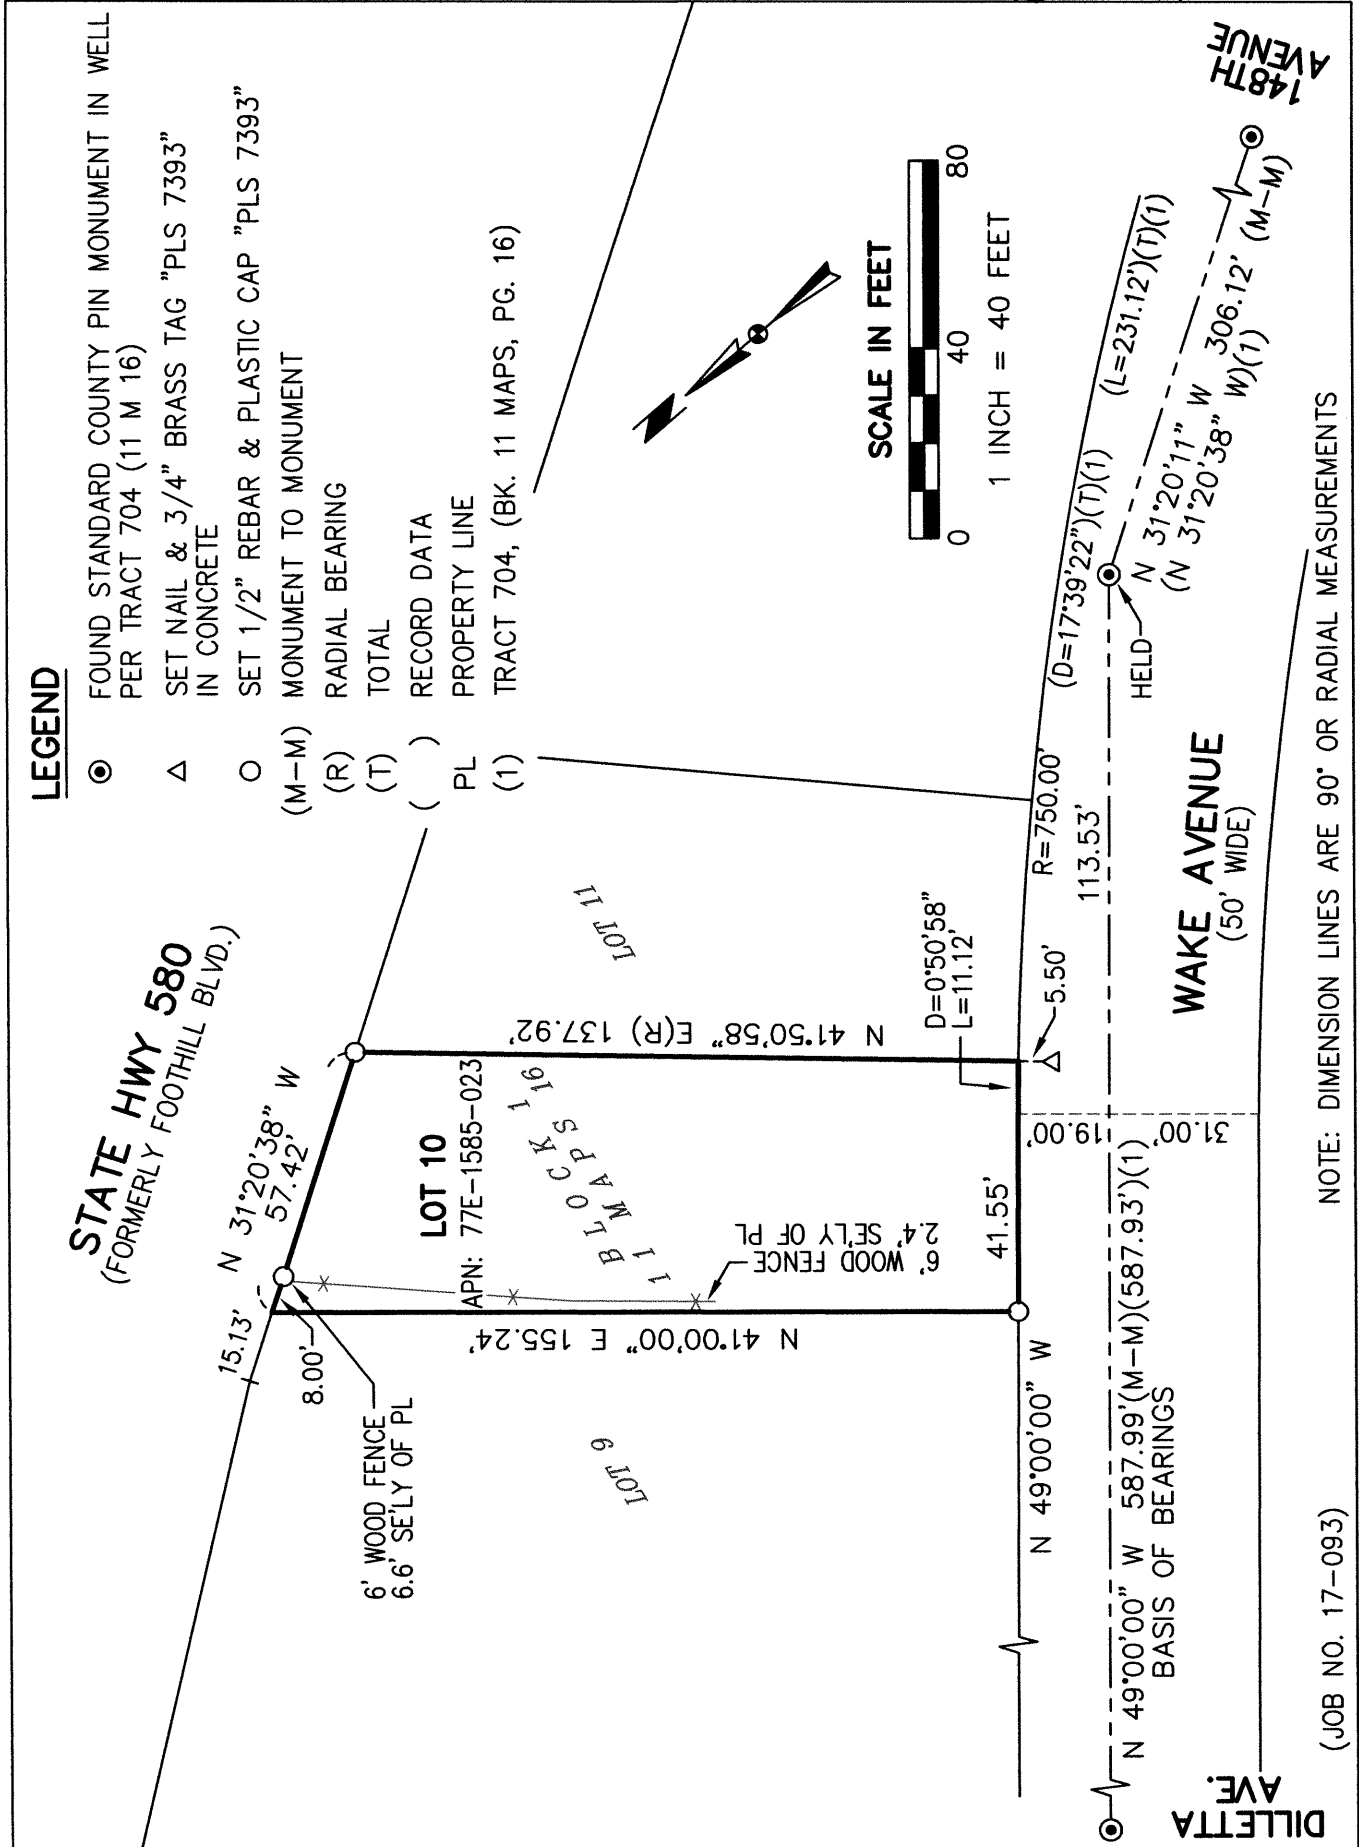 LEGEND
FOUND STANDARD COUNTY PIN MONUMENT IN WELL
PER TRACT 704 (11 M 16)
SET NAIL & 3/4" BRASS TAG "PLS 7393"
IN CONCRETE
SET 1/2" REBAR & PLASTIC CAP "PLS 7393"
(M-M) MONUMENT TO MONUMENT
(R) RADIAL BEARING
(T) TOTAL
( ) RECORD DATA
PL PROPERTY LINE
(1) TRACT 704, (BK. 11 MAPS, PG. 16)
STATE HWY 580
(FORMERLY FOOTHILL BLVD.)
N 31°20'38" W
57.42'
15.13'
8.00'
6' WOOD FENCE
6.6' SE'LY OF PL
LOT 10
APN: 77E-1585-023
BLOCK 1
11 MAPS 16
LOT 11
LOT 9
N 41°50'58" E(R) 137.92'
N 41°00'00" E 155.24'
6' WOOD FENCE
2.4' SE'LY OF PL
D=0°50'58"
L=11.12'
41.55'
5.50'
19.00'
31.00'
SCALE IN FEET
0 40 80
1 INCH = 40 FEET
R=750.00'
(D=17°39'22")(T)(1)
(L=231.12')(T)(1)
113.53'
HELD
N 31°20'11" W 306.12' (M-M)
(N 31°20'38" W)(1)
148TH
AVENUE
WAKE AVENUE
(50' WIDE)
N 49°00'00" W
N 49°00'00" W 587.99'(M-M)(587.93')(1)
BASIS OF BEARINGS
DILLETTA
AVE.
NOTE: DIMENSION LINES ARE 90° OR RADIAL MEASUREMENTS
(JOB NO. 17-093)